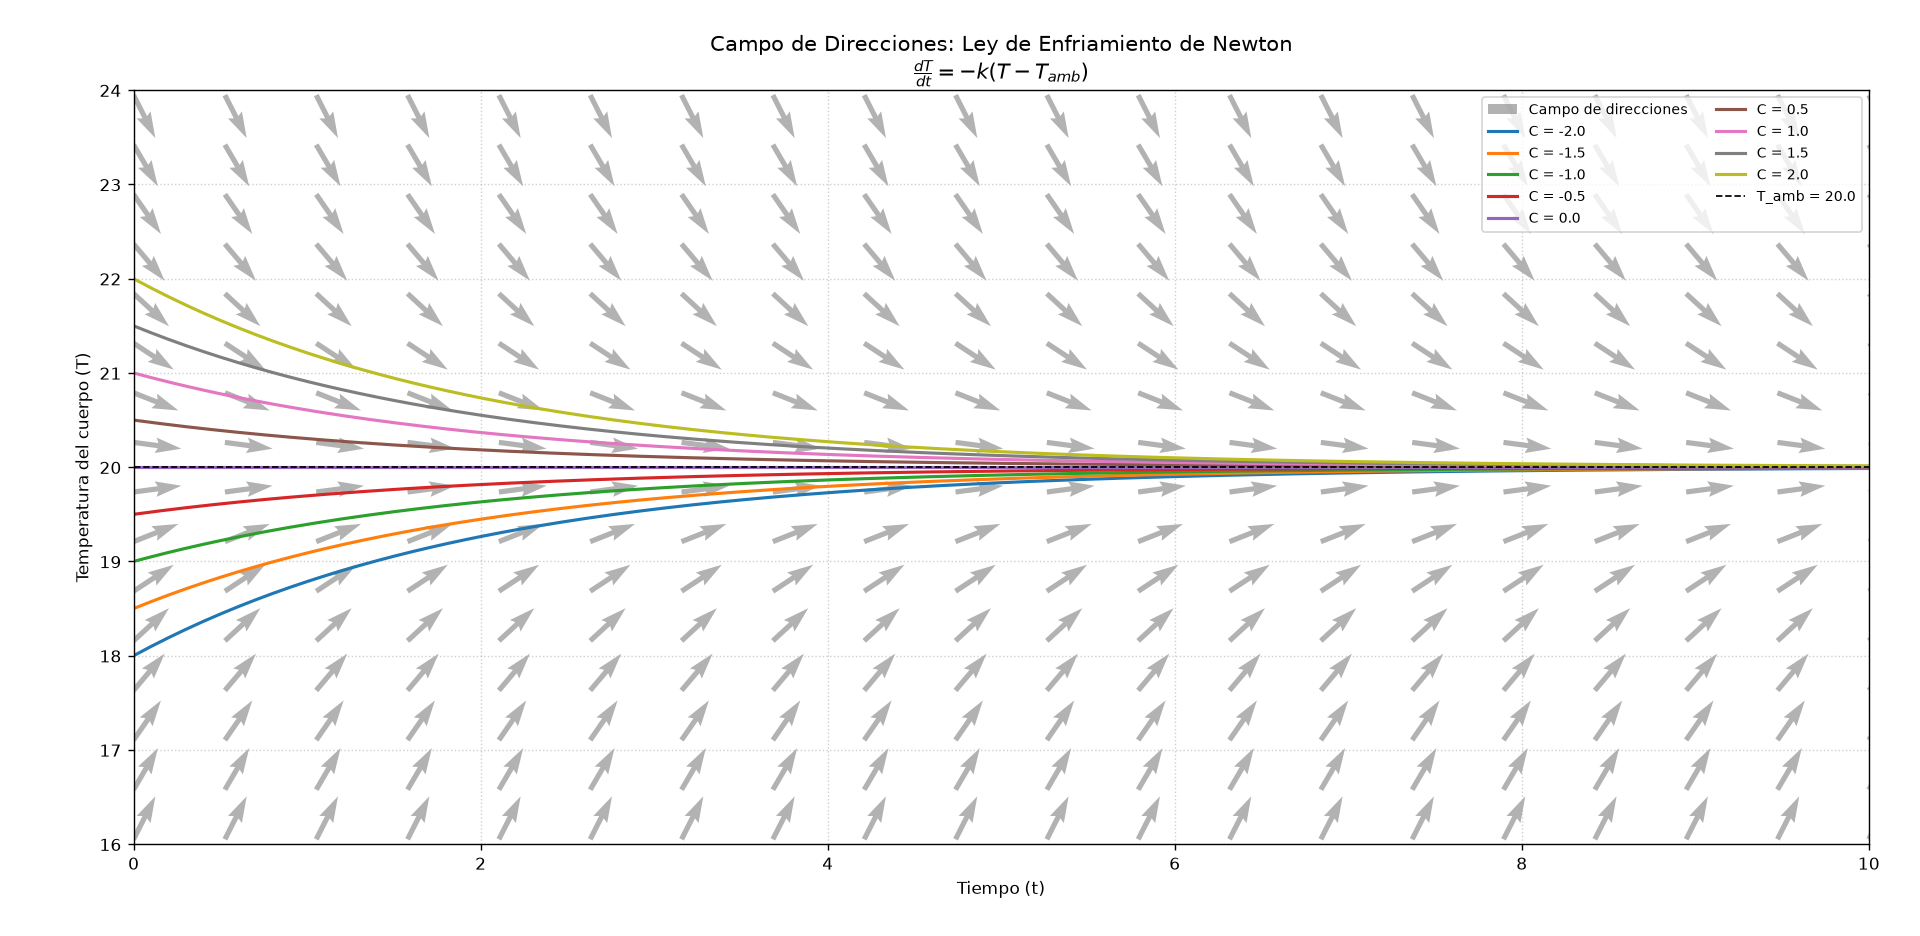 Campo de Direcciones: Ley de Enfriamiento de Newton
dT/dt = −k(T − T_amb)
Campo de direcciones
C = -2.0
C = -1.5
C = -1.0
C = -0.5
C = 0.0
C = 0.5
C = 1.0
C = 1.5
C = 2.0
T_amb = 20.0
Temperatura del cuerpo (T)
24
23
22
21
20
19
18
17
16
0 2 4 6 8 10
Tiempo (t)